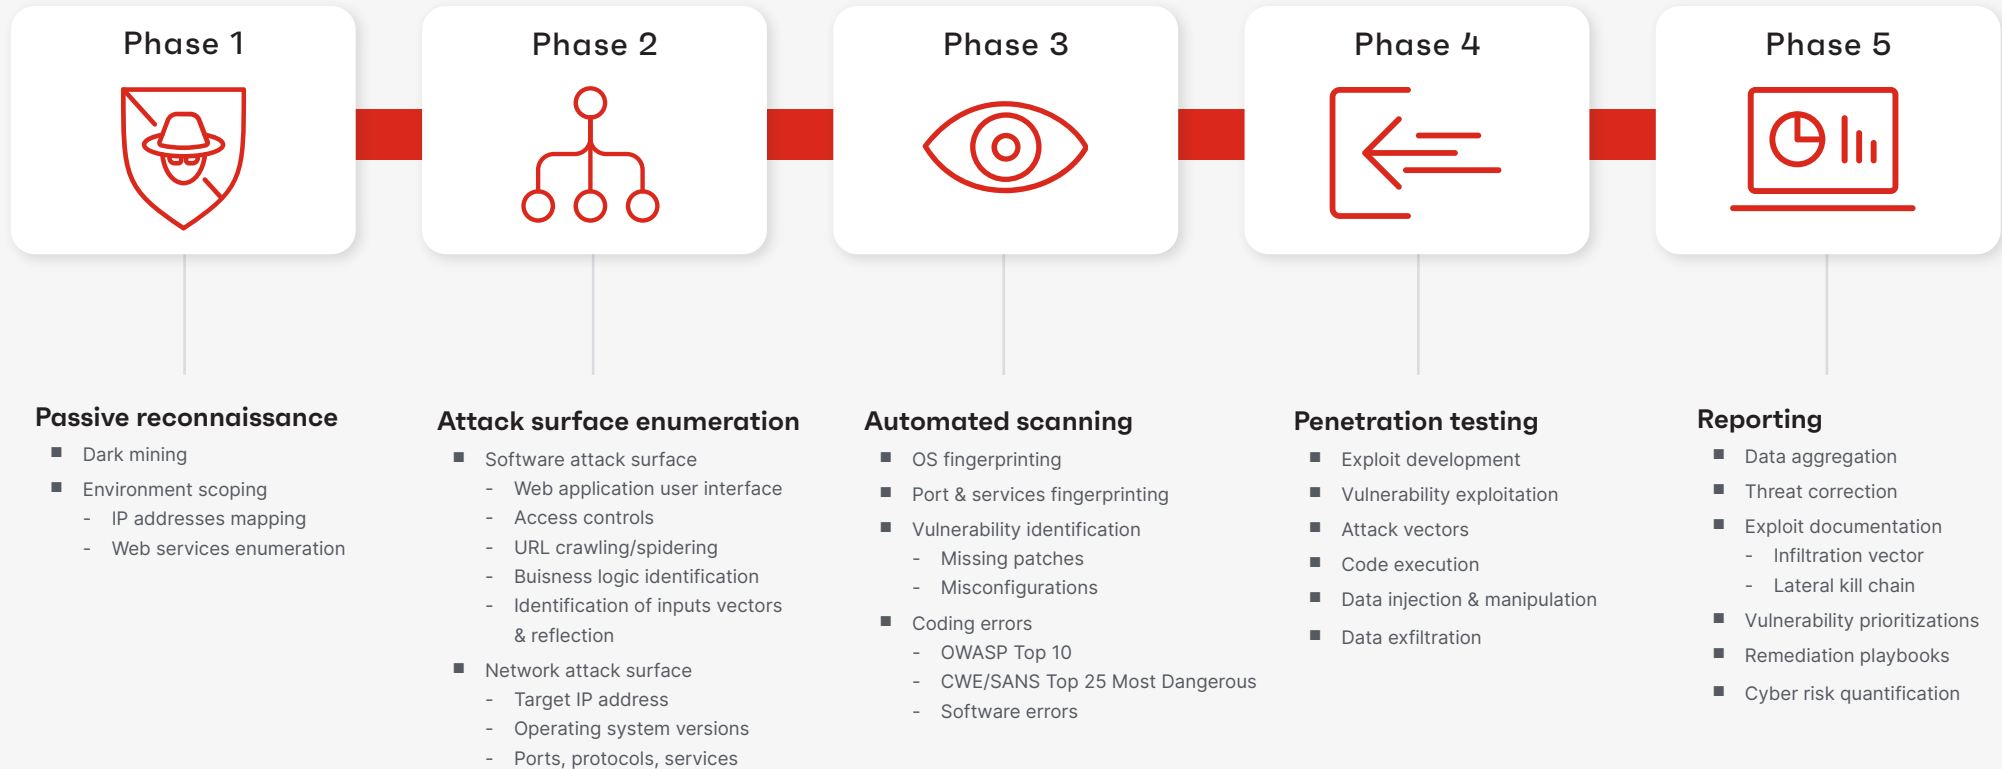 Phase 1
Phase 2
Phase 3
Phase 4
Phase 5
Passive reconnaissance
Dark mining
Environment scoping
- IP addresses mapping
- Web services enumeration
Attack surface enumeration
Software attack surface
- Web application user interface
- Access controls
- URL crawling/spidering
- Buisness logic identification
- Identification of inputs vectors
& reflection
Network attack surface
- Target IP address
- Operating system versions
- Ports, protocols, services
Automated scanning
OS fingerprinting
Port & services fingerprinting
Vulnerability identification
- Missing patches
- Misconfigurations
Coding errors
- OWASP Top 10
- CWE/SANS Top 25 Most Dangerous
- Software errors
Penetration testing
Exploit development
Vulnerability exploitation
Attack vectors
Code execution
Data injection & manipulation
Data exfiltration
Reporting
Data aggregation
Threat correction
Exploit documentation
- Infiltration vector
- Lateral kill chain
Vulnerability prioritizations
Remediation playbooks
Cyber risk quantification